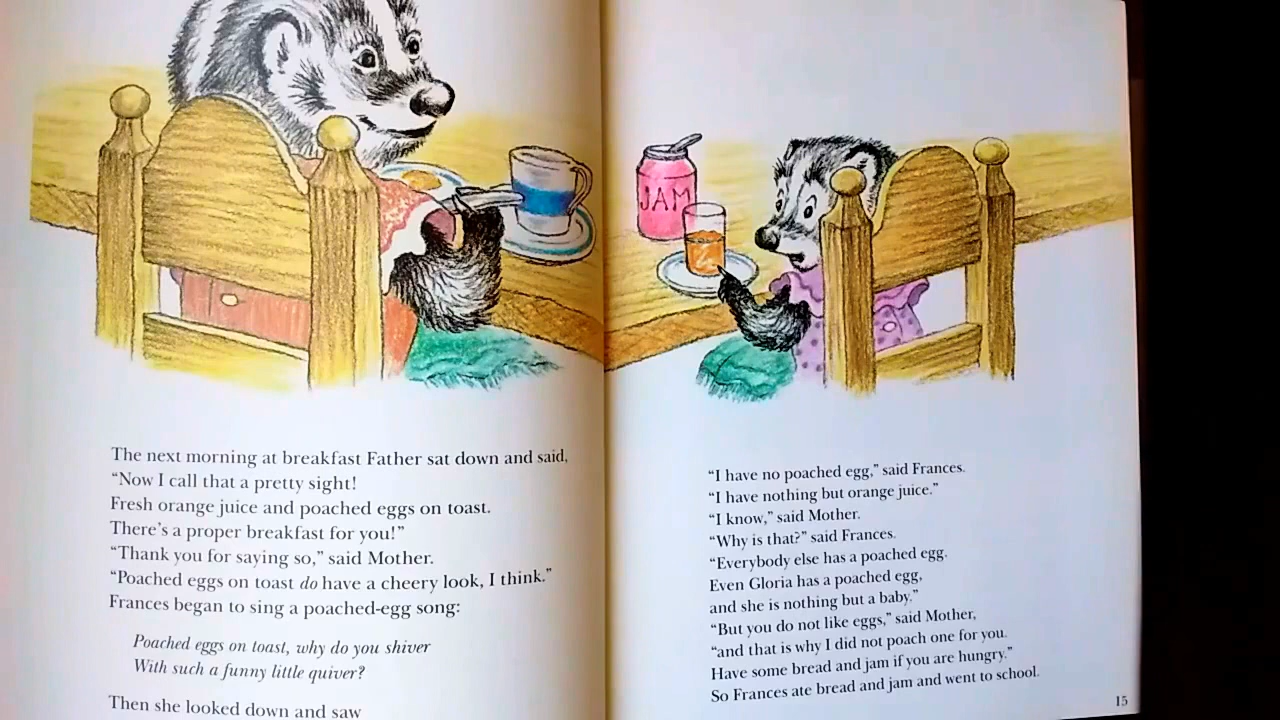 The next morning at breakfast Father sat down and said,
“Now I call that a pretty sight!
Fresh orange juice and poached eggs on toast.
There’s a proper breakfast for you!”
“Thank you for saying so,” said Mother.
“Poached eggs on toast do have a cheery look, I think.”
Frances began to sing a poached-egg song:
Poached eggs on toast, why do you shiver
With such a funny little quiver?
Then she looked down and saw
JAM
“I have no poached egg,” said Frances.
“I have nothing but orange juice.”
“I know,” said Mother.
“Why is that?” said Frances.
“Everybody else has a poached egg.
Even Gloria has a poached egg,
and she is nothing but a baby.”
“But you do not like eggs,” said Mother,
“and that is why I did not poach one for you.
Have some bread and jam if you are hungry.”
So Frances ate bread and jam and went to school.
15